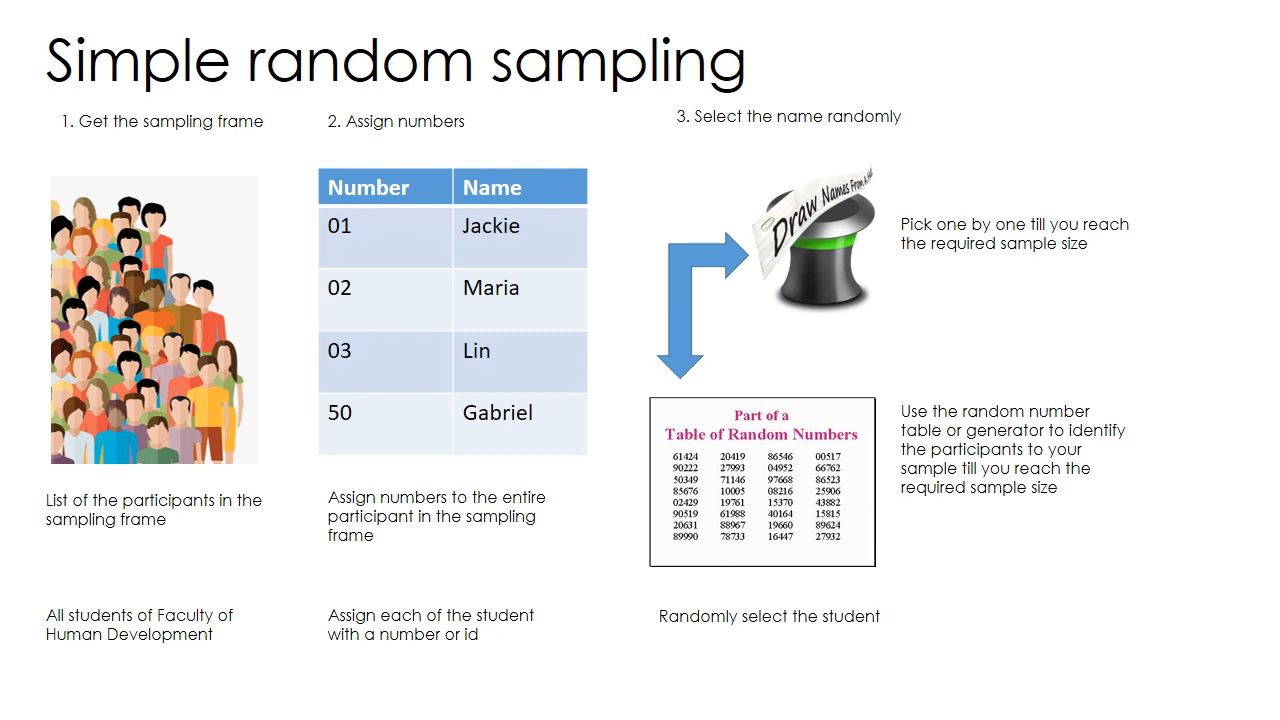 Simple random sampling
1. Get the sampling frame
2. Assign numbers
3. Select the name randomly
Number Name
01 Jackie
02 Maria
03 Lin
50 Gabriel
Draw Names From A Hat
Pick one by one till you reach
the required sample size
Part of a
Table of Random Numbers
61424 20419 86546 00517
90222 27993 04952 66762
50349 71146 97668 86523
85676 10005 08216 25906
02429 19761 15370 43882
90519 61988 40164 15815
20631 88967 19660 89624
89990 78733 16447 27932
Use the random number
table or generator to identify
the participants to your
sample till you reach the
required sample size
List of the participants in the
sampling frame
Assign numbers to the entire
participant in the sampling
frame
All students of Faculty of
Human Development
Assign each of the student
with a number or id
Randomly select the student